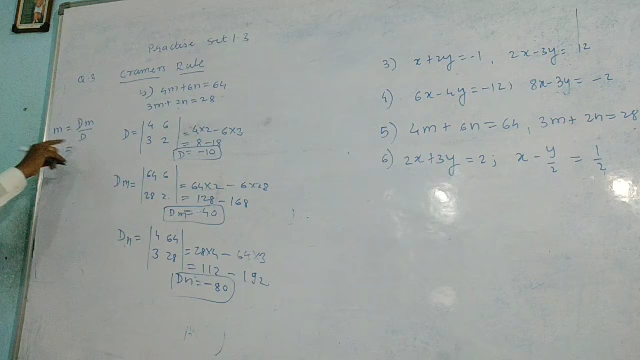 Practise Set 1.3
Q.3 Cramers Rule
4m+6n=64
3m+2n=28
m = Dm/D
=
D = | 4 6 | = 4×2-6×3
| 3 2 | = 8-18
D = -10
Dm = | 64 6 | = 64×2 - 6×28
| 28 2 | = 128 - 168
Dm = -40
Dn = | 4 64 | = 28×4 - 64×3
| 3 28 | = 112 - 192
Dn = -80
3) x+2y=-1, 2x-3y=12
4) 6x-4y=-12; 8x-3y=-2
5) 4m+6n=64, 3m+2n=28
6) 2x+3y=2; x-y/2=1/2